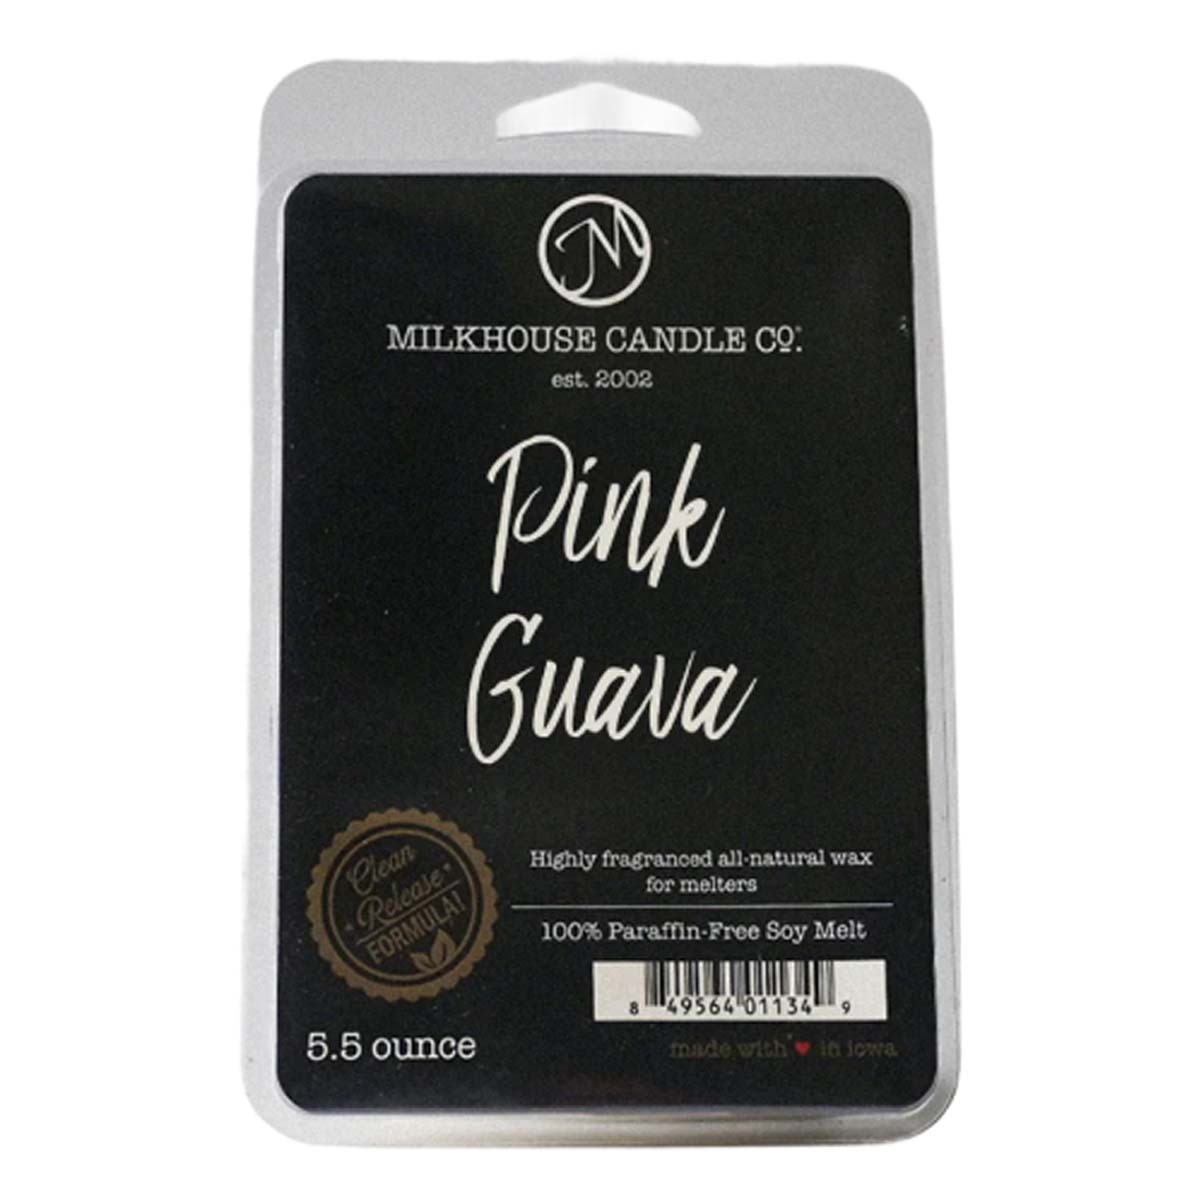 JM
MILKHOUSE CANDLE Co.
est. 2002
Pink
Guava
Highly fragranced all-natural wax
for melters
100% Paraffin-Free Soy Melt
Clean
Release
FORMULAT
8 49564 01134 9
5.5 ounce
made with ♥ in iowa